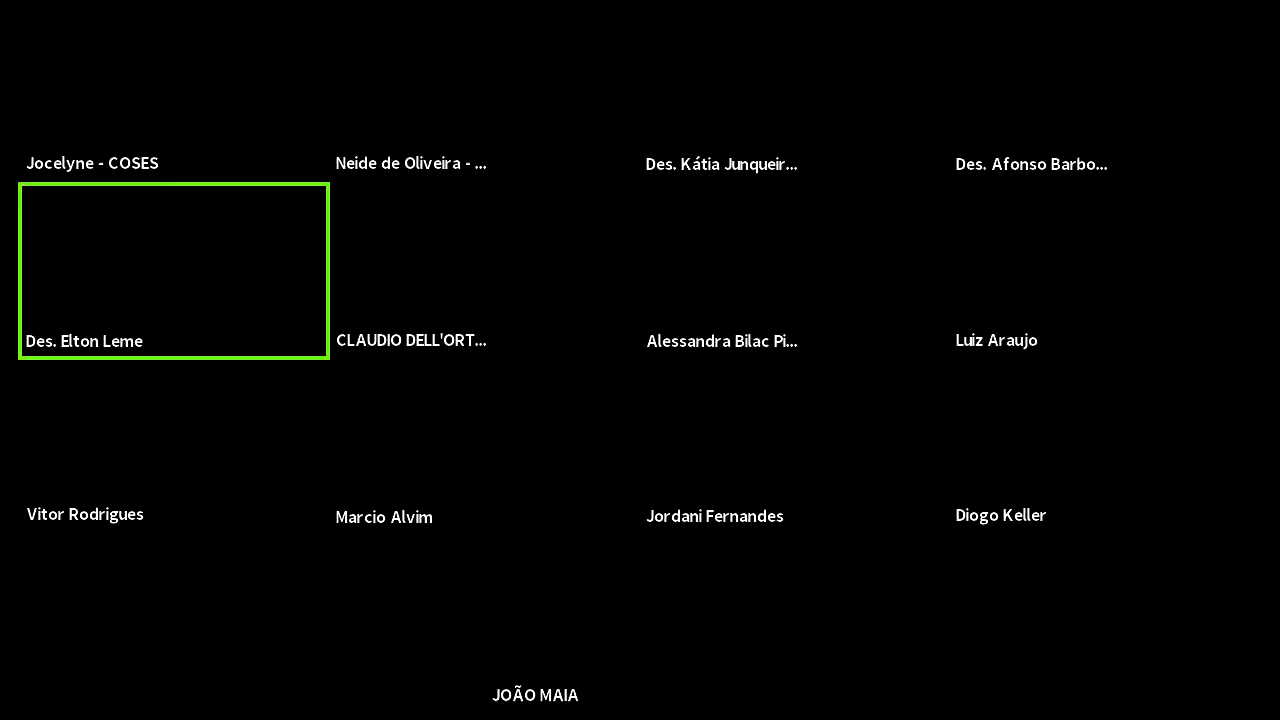 Jocelyne - COSES
Neide de Oliveira - ...
Des. Kátia Junqueir...
Des. Afonso Barbo...
Des. Elton Leme
CLAUDIO DELL'ORT...
Alessandra Bilac Pi...
Luiz Araujo
Vitor Rodrigues
Marcio Alvim
Jordani Fernandes
Diogo Keller
JOÃO MAIA